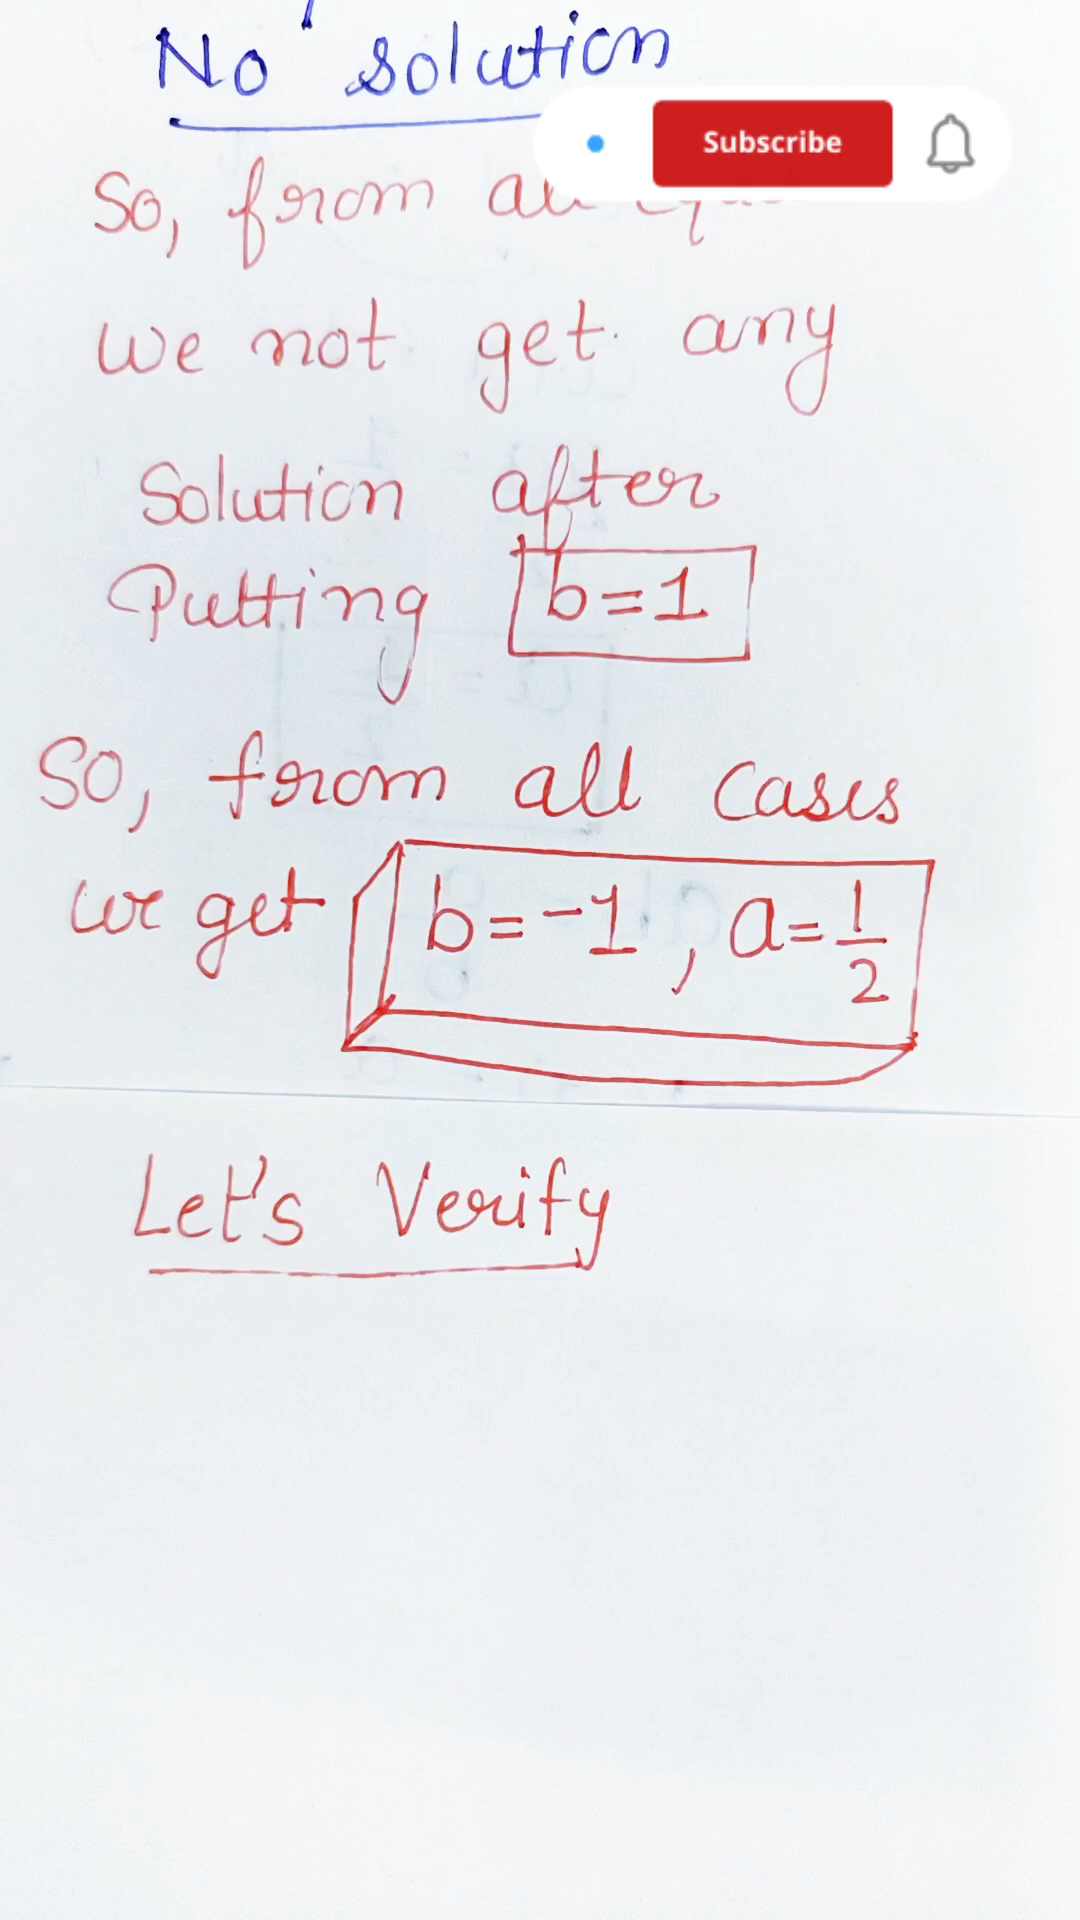 No solution
Subscribe
So, from
we not get any
Solution after
Putting b=1
So, from all cases
we get b=-1, a=1/2
Let's Verify